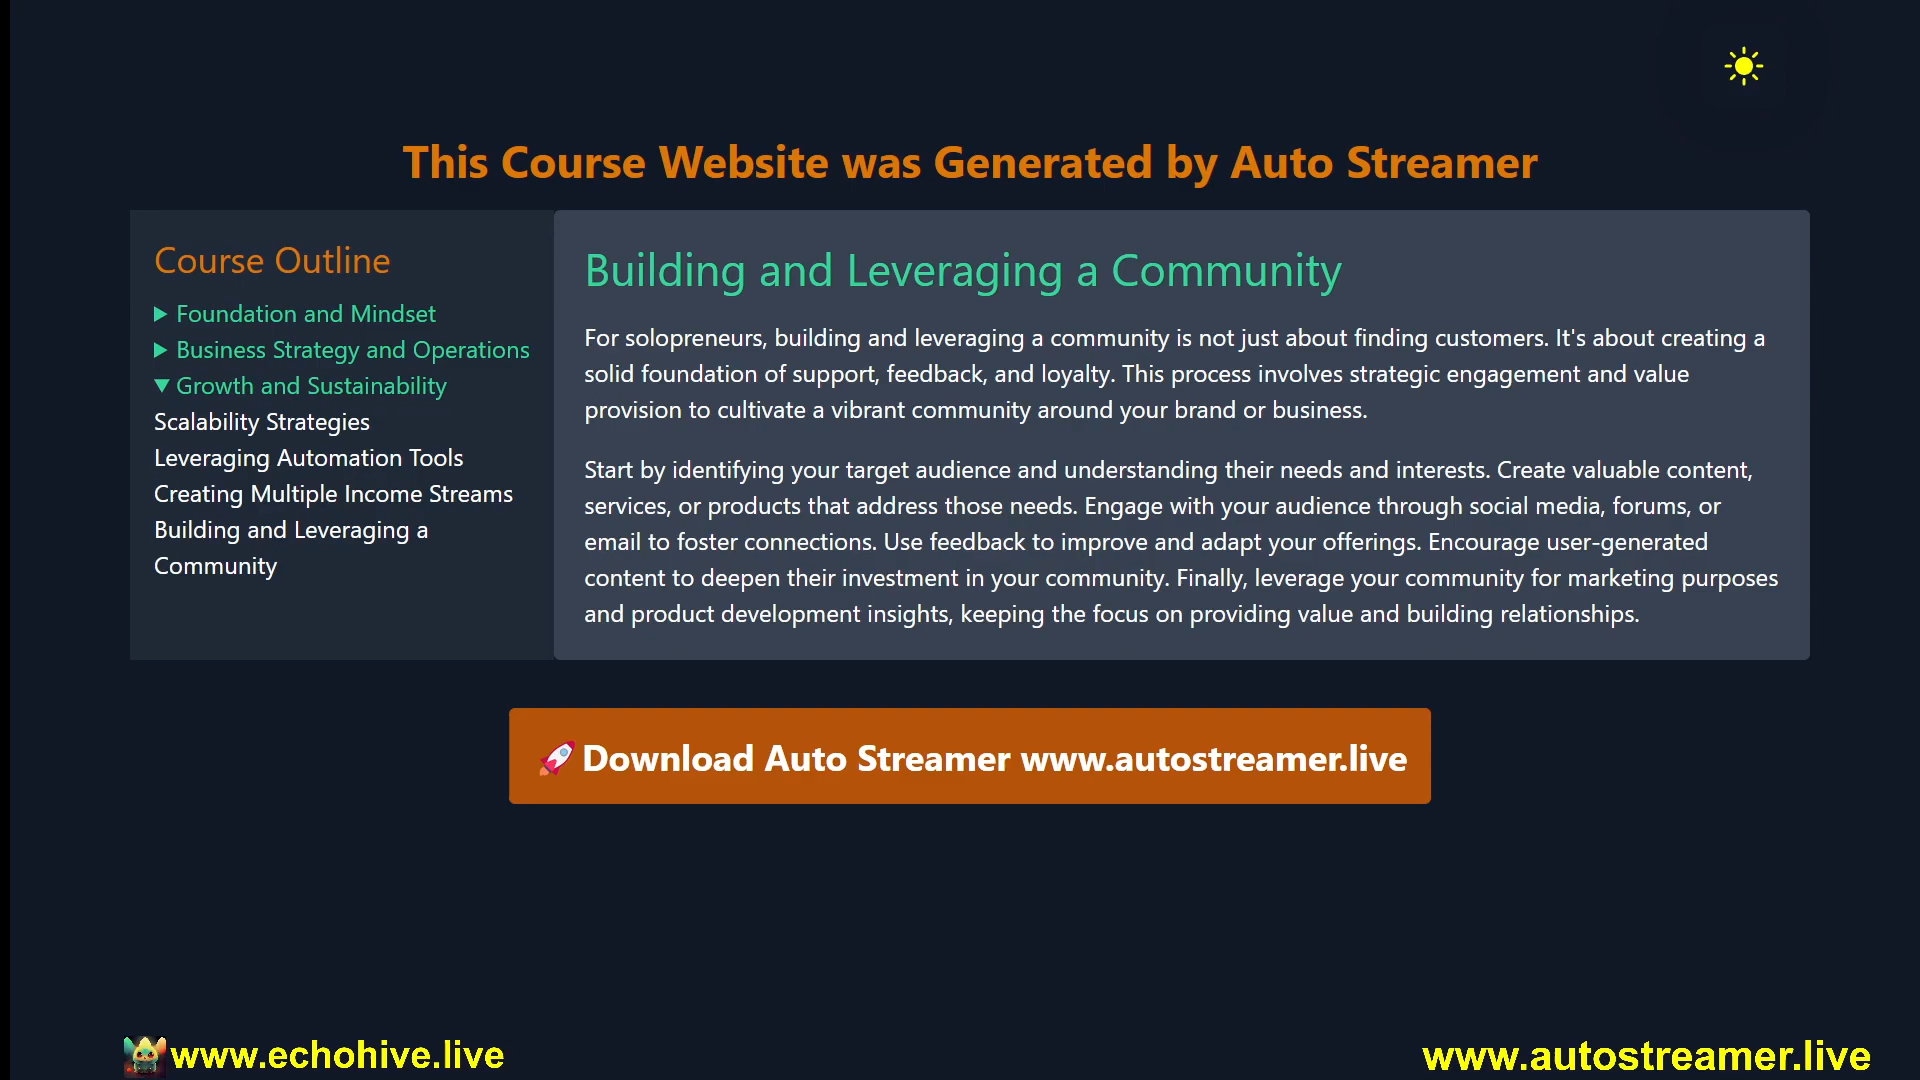 This Course Website was Generated by Auto Streamer
Course Outline
Foundation and Mindset
Business Strategy and Operations
Growth and Sustainability
Scalability Strategies
Leveraging Automation Tools
Creating Multiple Income Streams
Building and Leveraging a
Community
Building and Leveraging a Community
For solopreneurs, building and leveraging a community is not just about finding customers. It's about creating a
solid foundation of support, feedback, and loyalty. This process involves strategic engagement and value
provision to cultivate a vibrant community around your brand or business.
Start by identifying your target audience and understanding their needs and interests. Create valuable content,
services, or products that address those needs. Engage with your audience through social media, forums, or
email to foster connections. Use feedback to improve and adapt your offerings. Encourage user-generated
content to deepen their investment in your community. Finally, leverage your community for marketing purposes
and product development insights, keeping the focus on providing value and building relationships.
Download Auto Streamer www.autostreamer.live
www.echohive.live
www.autostreamer.live